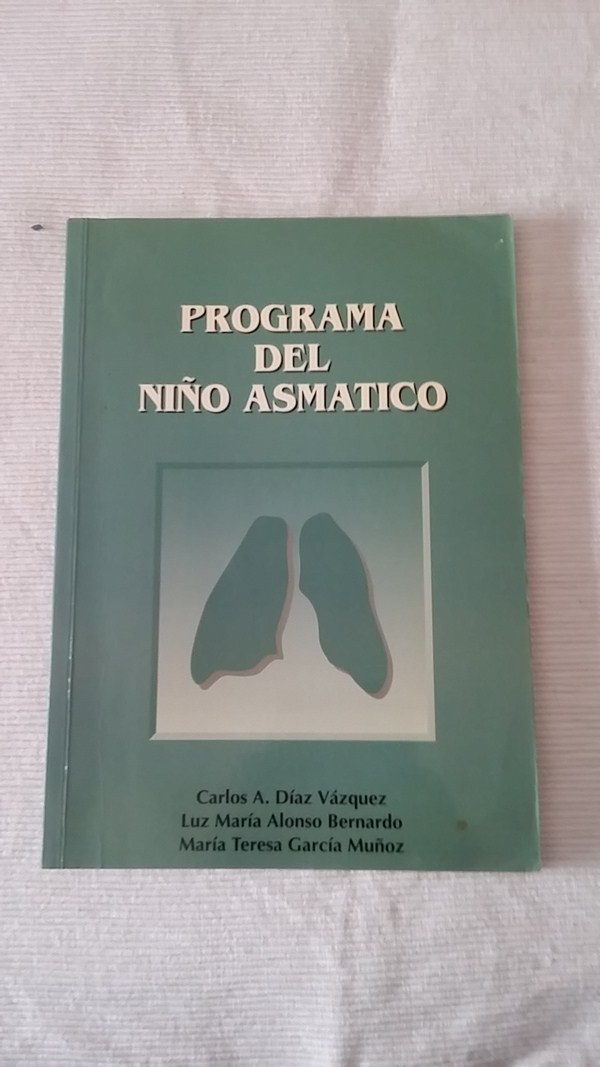 PROGRAMA
DEL
NIÑO ASMATICO
Carlos A. Díaz Vázquez
Luz María Alonso Bernardo
María Teresa García Muñoz